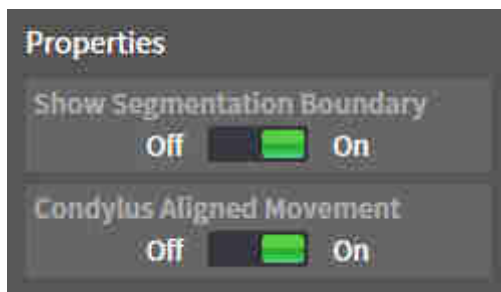 Properties
Show Segmentation Boundary
Off On
Condylus Aligned Movement
Off On